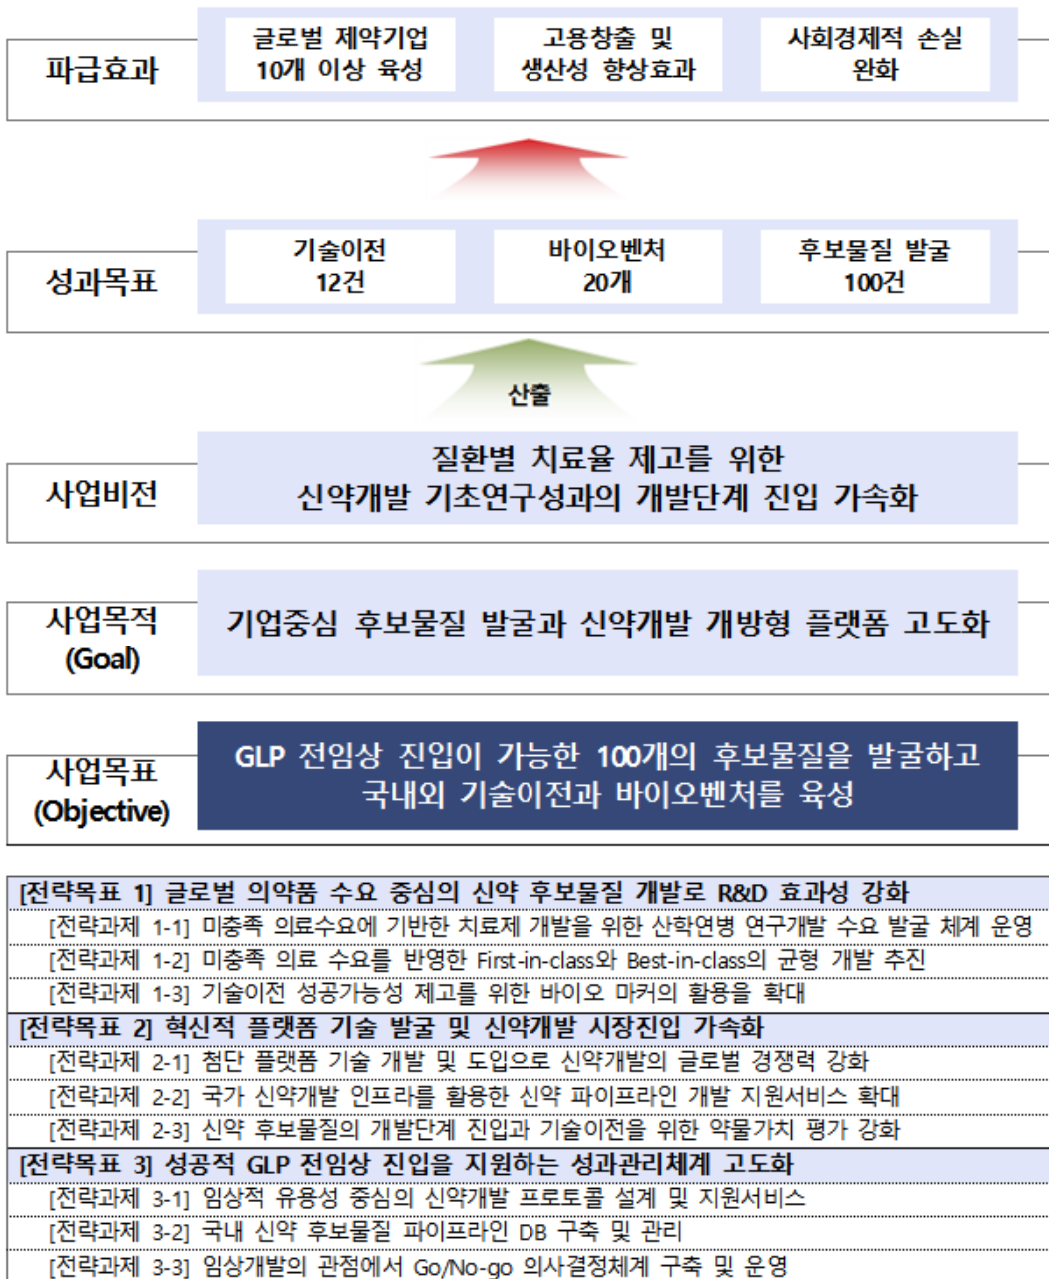 파급효과
글로벌 제약기업
10개 이상 육성
고용창출 및
생산성 향상효과
사회경제적 손실
완화
성과목표
기술이전
12건
바이오벤처
20개
후보물질 발굴
100건
산출
사업비전
질환별 치료율 제고를 위한
신약개발 기초연구성과의 개발단계 진입 가속화
사업목적
(Goal)
기업중심 후보물질 발굴과 신약개발 개방형 플랫폼 고도화
사업목표
(Objective)
GLP 전임상 진입이 가능한 100개의 후보물질을 발굴하고
국내외 기술이전과 바이오벤처를 육성
[전략목표 1] 글로벌 의약품 수요 중심의 신약 후보물질 개발로 R&D 효과성 강화
[전략과제 1-1] 미충족 의료수요에 기반한 치료제 개발을 위한 산학연병 연구개발 수요 발굴 체계 운영
[전략과제 1-2] 미충족 의료 수요를 반영한 First-in-class와 Best-in-class의 균형 개발 추진
[전략과제 1-3] 기술이전 성공가능성 제고를 위한 바이오 마커의 활용을 확대
[전략목표 2] 혁신적 플랫폼 기술 발굴 및 신약개발 시장진입 가속화
[전략과제 2-1] 첨단 플랫폼 기술 개발 및 도입으로 신약개발의 글로벌 경쟁력 강화
[전략과제 2-2] 국가 신약개발 인프라를 활용한 신약 파이프라인 개발 지원서비스 확대
[전략과제 2-3] 신약 후보물질의 개발단계 진입과 기술이전을 위한 약물가치 평가 강화
[전략목표 3] 성공적 GLP 전임상 진입을 지원하는 성과관리체계 고도화
[전략과제 3-1] 임상적 유용성 중심의 신약개발 프로토콜 설계 및 지원서비스
[전략과제 3-2] 국내 신약 후보물질 파이프라인 DB 구축 및 관리
[전략과제 3-3] 임상개발의 관점에서 Go/No-go 의사결정체계 구축 및 운영